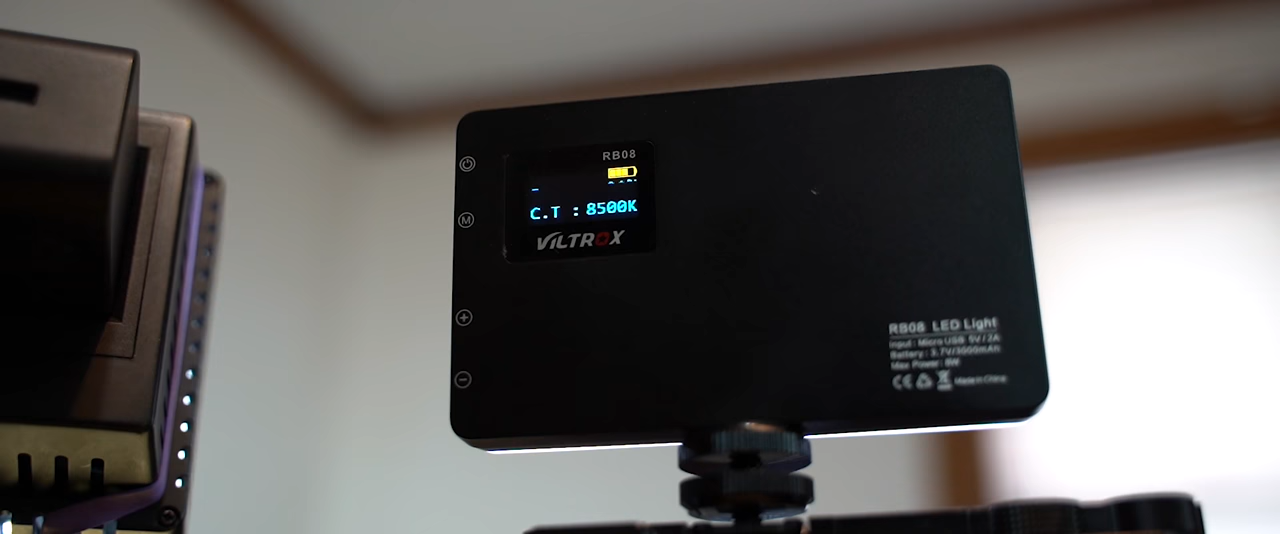 RB08
C.T : 8500K
VILTROX
M
RB08 LED Light
Input : Micro USB 5V/2A
Battery : 3.7V/3000mAh
Max Power : 8W
CE Made in China